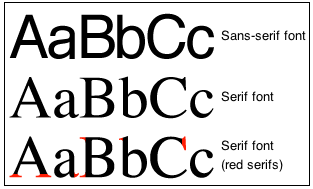 AaBbCc Sans-serif font
AaBbCc Serif font
AaBbCc Serif font
(red serifs)